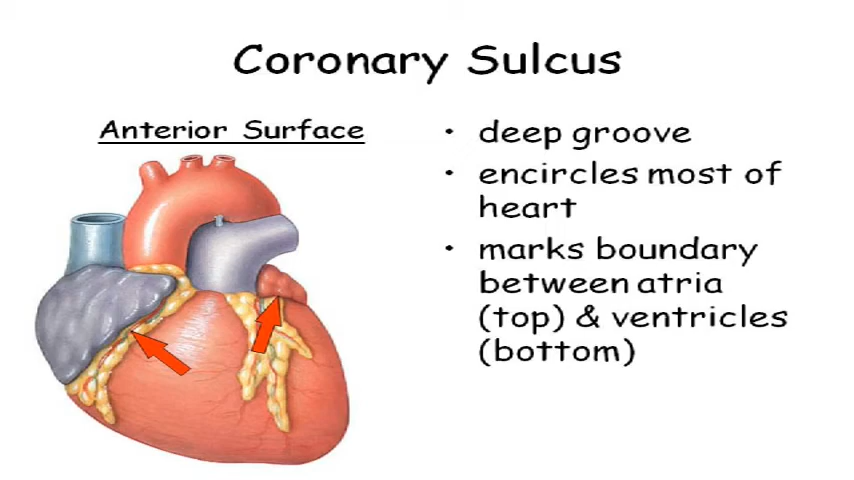 Coronary Sulcus
Anterior Surface
• deep groove
• encircles most of
heart
• marks boundary
between atria
(top) & ventricles
(bottom)